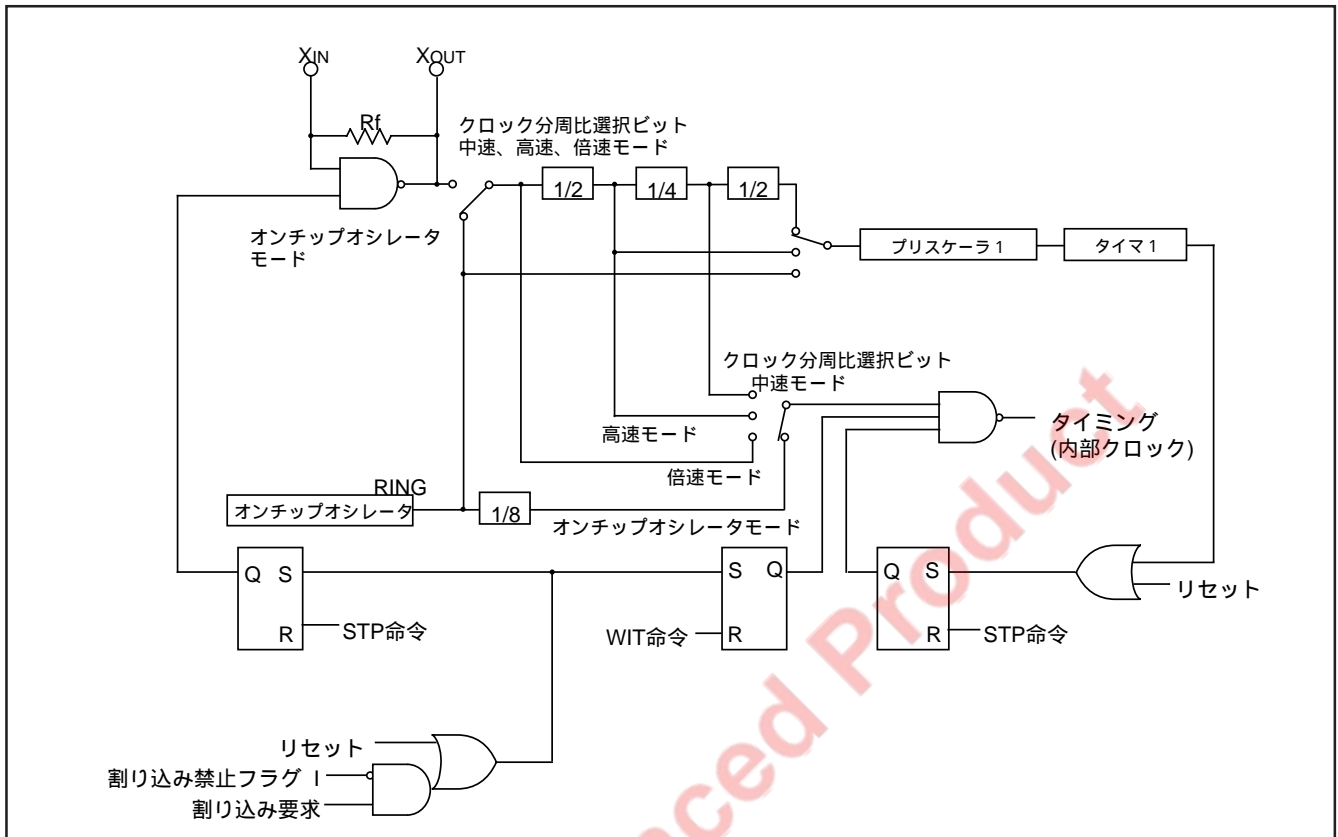 XIN
XOUT
Rf
クロック分周比選択ビット
中速、高速、倍速モード
1/2
1/4
1/2
オンチップオシレータ
モード
プリスケーラ1
タイマ1
クロック分周比選択ビット
中速モード
高速モード
倍速モード
タイミング
(内部クロック)
RING
オンチップオシレータ
1/8
オンチップオシレータモード
Q S
R
STP命令
S Q
WIT命令
R
Q S
R
STP命令
リセット
リセット
割り込み禁止フラグ I
割り込み要求
nced Product